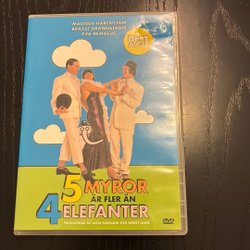 MAGNUS HÄRENSTAM
BRASSE BRÄNNSTRÖM
EVA REMAEUS
5 MYROR
ÄR FLER ÄN
4 ELEFANTER
DVD